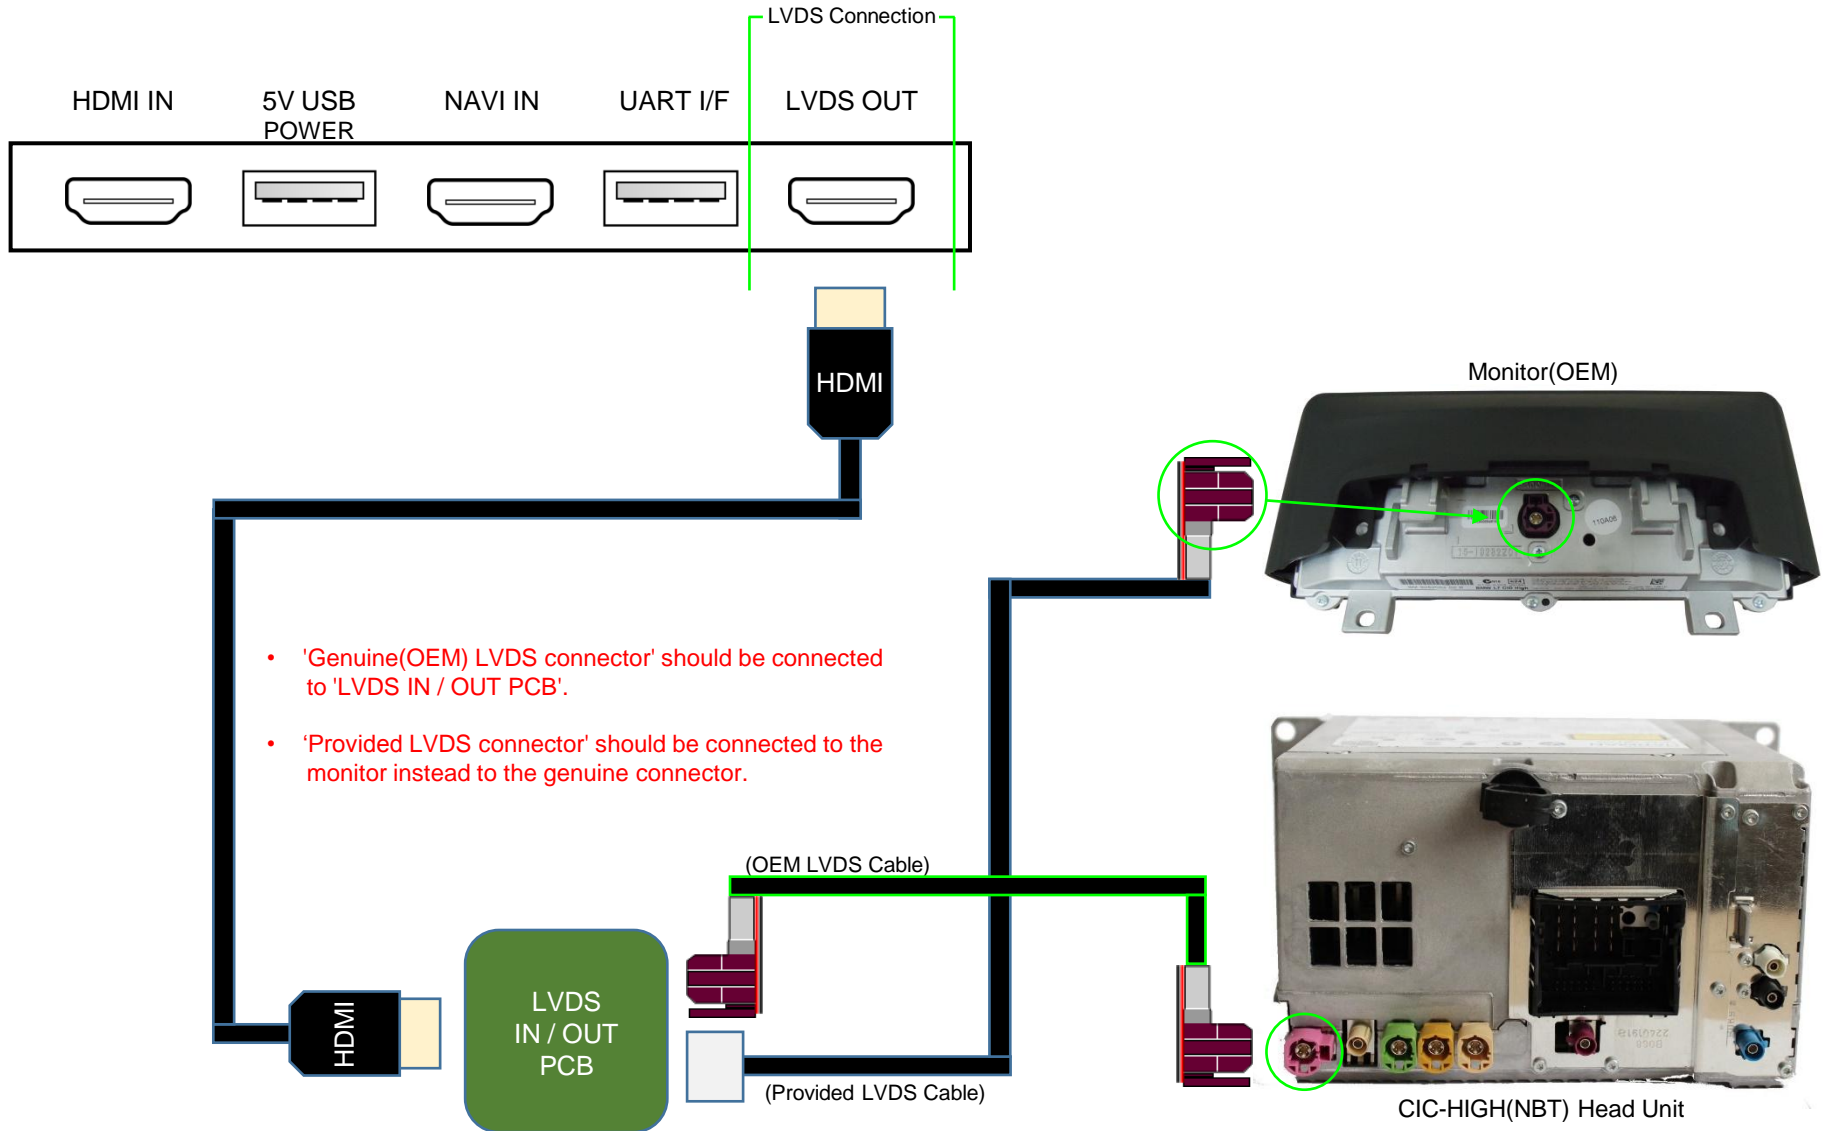 LVDS Connection
HDMI IN
5V USB
POWER
NAVI IN
UART I/F
LVDS OUT
HDMI
Monitor(OEM)
110A06
• 'Genuine(OEM) LVDS connector' should be connected
to 'LVDS IN / OUT PCB'.
• ‘Provided LVDS connector' should be connected to the
monitor instead to the genuine connector.
(OEM LVDS Cable)
HDMI
LVDS
IN / OUT
PCB
(Provided LVDS Cable)
CIC-HIGH(NBT) Head Unit